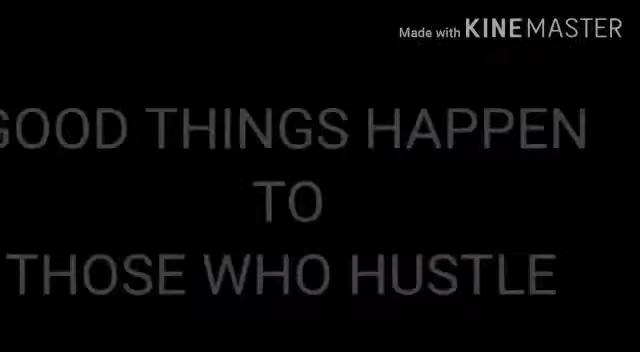 Made with KINEMASTER
GOOD THINGS HAPPEN
TO
THOSE WHO HUSTLE